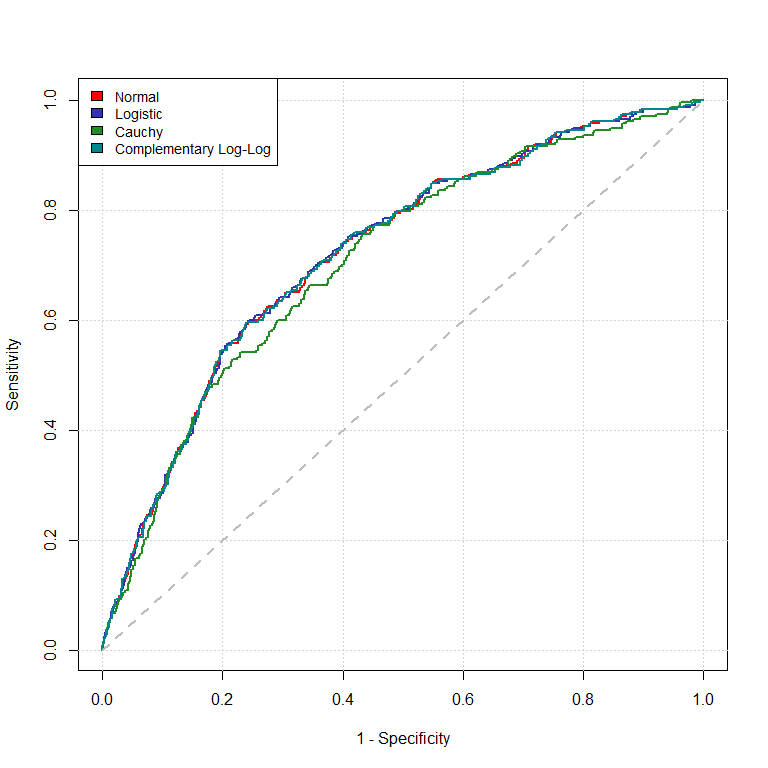 Normal
Logistic
Cauchy
Complementary Log-Log
Sensitivity
1.0
0.8
0.6
0.4
0.2
0.0
0.0 0.2 0.4 0.6 0.8 1.0
1 - Specificity